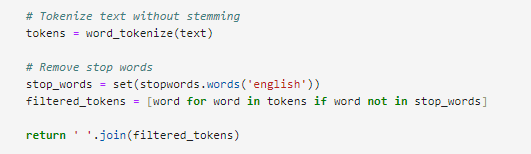 # Tokenize text without stemming
tokens = word_tokenize(text)
# Remove stop words
stop_words = set(stopwords.words('english'))
filtered_tokens = [word for word in tokens if word not in stop_words]
return ' '.join(filtered_tokens)